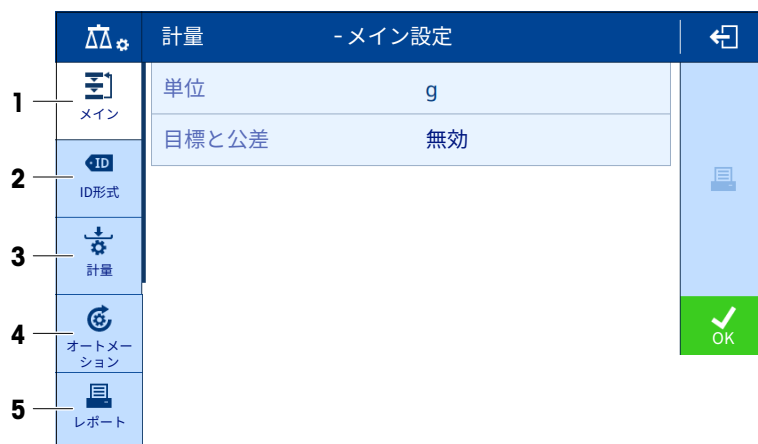 計量 - メイン設定
1
メイン
単位 g
目標と公差 無効
2
ID
ID形式
3
計量
4
オートメー
ション
OK
5
レポート